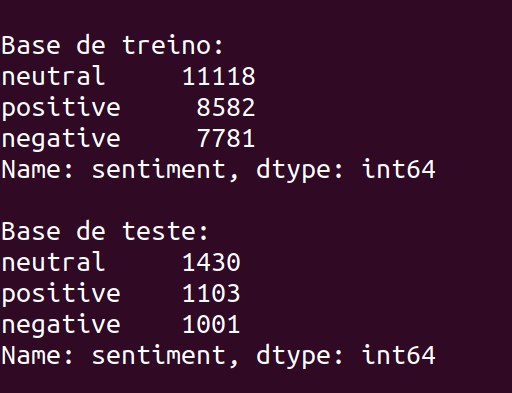 Base de treino:
neutral     11118
positive     8582
negative     7781
Name: sentiment, dtype: int64

Base de teste:
neutral     1430
positive    1103
negative    1001
Name: sentiment, dtype: int64